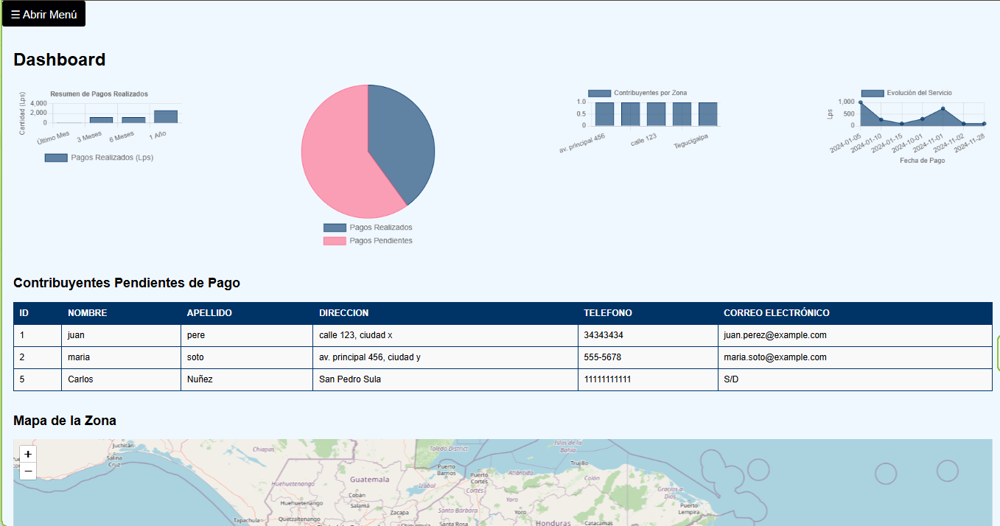 ☰ Abrir Menú
Dashboard
Resumen de Pagos Realizados
Cantidad (Lps)
4,000
2,000
0
Último Mes
3 Meses
6 Meses
1 Año
Pagos Realizados (Lps)
Pagos Realizados
Pagos Pendientes
Contribuyentes por Zona
1.0
0.5
0
av. principal 456
calle 123
Tegucigalpa
Evolución del Servicio
Lps
1,000
500
0
2024-01-05
2024-01-10
2024-01-15
2024-10-01
2024-11-01
2024-11-02
2024-11-28
Fecha de Pago
Contribuyentes Pendientes de Pago
ID NOMBRE APELLIDO DIRECCION TELEFONO CORREO ELECTRÓNICO
1 juan pere calle 123, ciudad x 34343434 juan.perez@example.com
2 maria soto av. principal 456, ciudad y 555-5678 maria.soto@example.com
5 Carlos Nuñez San Pedro Sula 11111111111 S/D
Mapa de la Zona
+
−
Juchitán
Salina
Cruz
Chiapas
Toledo District
Islas de la
Bahía
Puerto
Barrios
Trujillo
Puerto
Cortés
Atlántida
Colón
Guatemala
Huehuetenango
Izabal
Cortés
Gracias a
Dios
Cobán
Yoro
Huehuetenango
Salamá
Zacapa
Santa Bárbara
Yoro
Puerto
Lempira
Tapachula
Quetzaltenango
Santa Rosa
Honduras
Catacamas